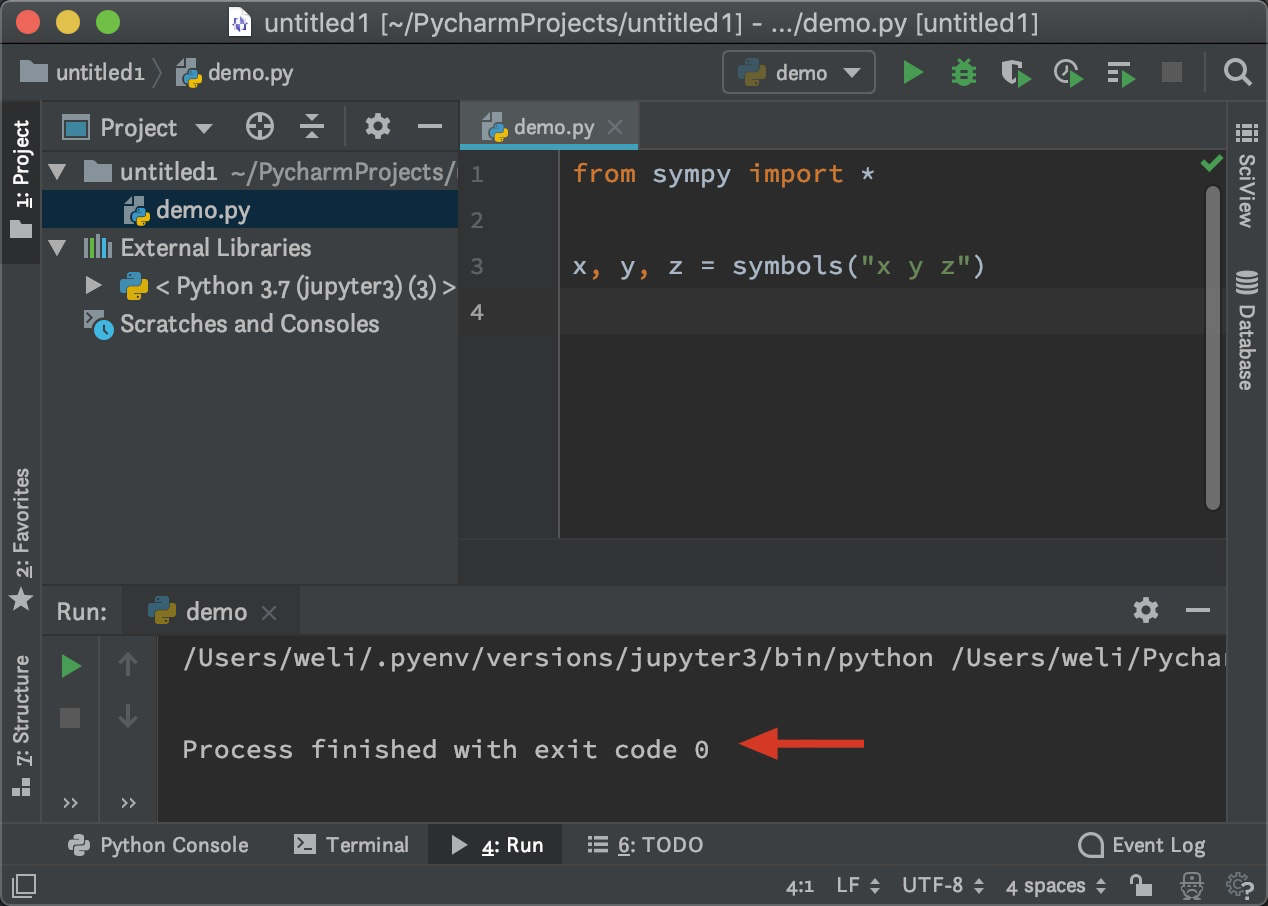 untitled1 [~/PycharmProjects/untitled1] - .../demo.py [untitled1]
untitled1 demo.py demo
1: Project
Project
demo.py
untitled1 ~/PycharmProjects/
demo.py
External Libraries
< Python 3.7 (jupyter3) (3) >
Scratches and Consoles
1 from sympy import *
2
3 x, y, z = symbols("x y z")
4
SciView
Database
2: Favorites
7: Structure
Run: demo
/Users/weli/.pyenv/versions/jupyter3/bin/python /Users/weli/Pychar
Process finished with exit code 0
Python Console Terminal 4: Run 6: TODO Event Log
4:1 LF UTF-8 4 spaces